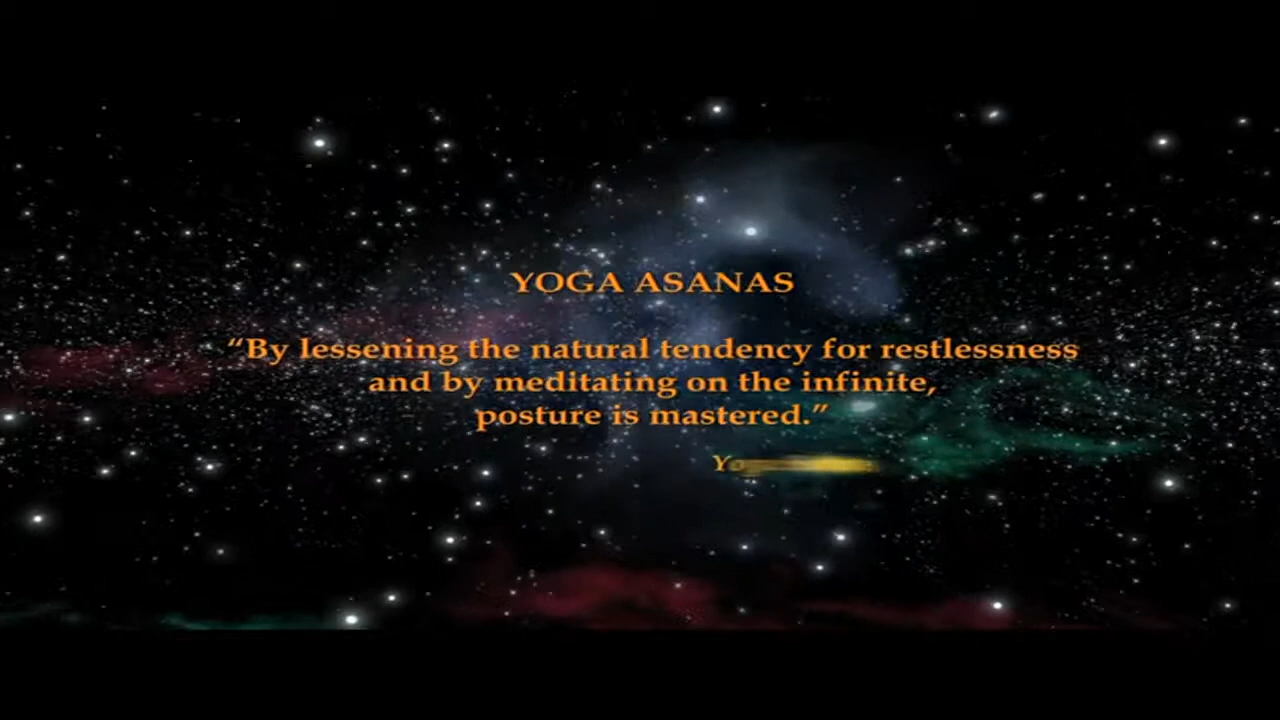 YOGA ASANAS
“By lessening the natural tendency for restlessness
and by meditating on the infinite,
posture is mastered.”